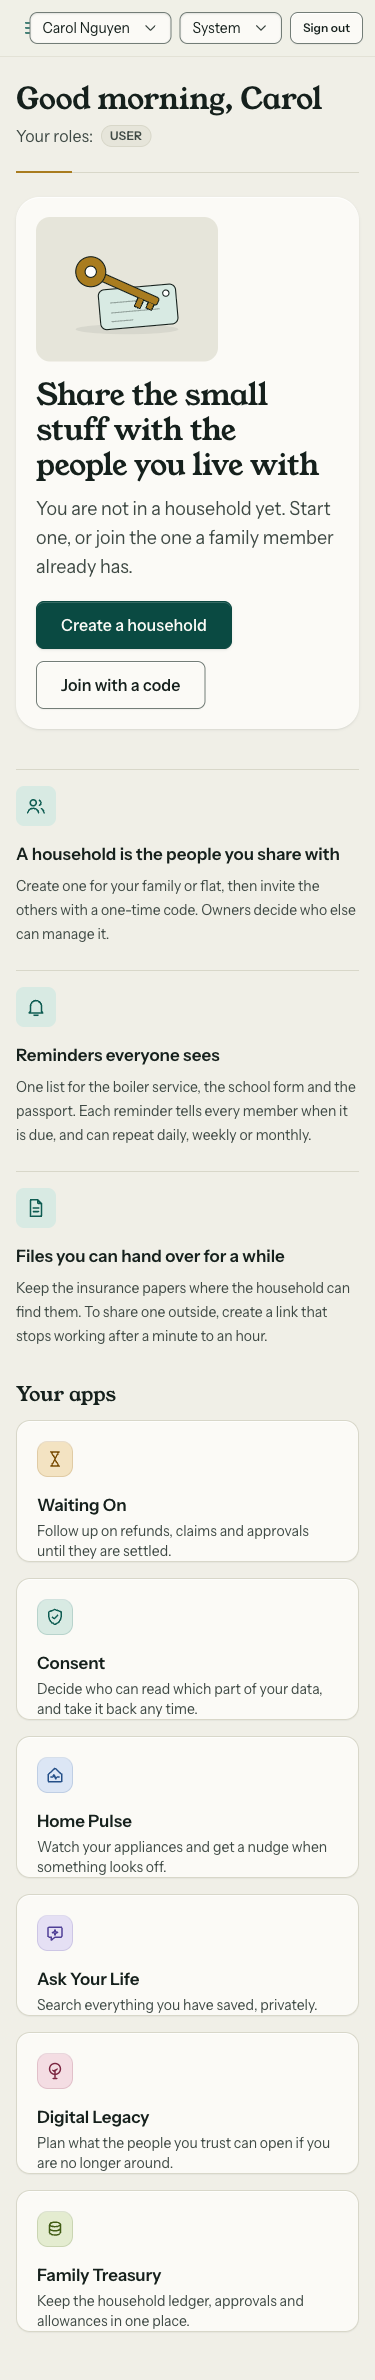 Carol Nguyen
System
Sign out
Good morning, Carol
Your roles: USER
Share the small
stuff with the
people you live with
You are not in a household yet. Start
one, or join the one a family member
already has.
Create a household
Join with a code
A household is the people you share with
Create one for your family or flat, then invite the
others with a one-time code. Owners decide who else
can manage it.
Reminders everyone sees
One list for the boiler service, the school form and the
passport. Each reminder tells every member when it
is due, and can repeat daily, weekly or monthly.
Files you can hand over for a while
Keep the insurance papers where the household can
find them. To share one outside, create a link that
stops working after a minute to an hour.
Your apps
Waiting On
Follow up on refunds, claims and approvals
until they are settled.
Consent
Decide who can read which part of your data,
and take it back any time.
Home Pulse
Watch your appliances and get a nudge when
something looks off.
Ask Your Life
Search everything you have saved, privately.
Digital Legacy
Plan what the people you trust can open if you
are no longer around.
Family Treasury
Keep the household ledger, approvals and
allowances in one place.